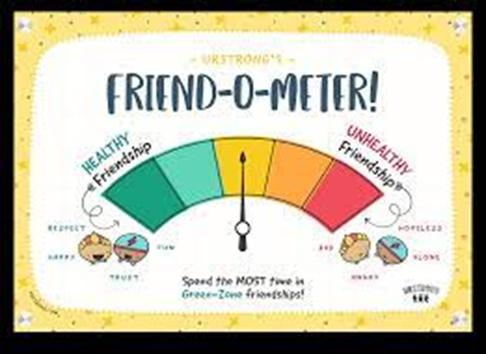 ~ URSTRONG'S ~
FRIEND-O-METER!
HEALTHY
Friendship
UNHEALTHY
Friendship
RESPECT
HAPPY
TRUST
FUN
SAD
ANGRY
HOPELESS
ALONE
Spend the MOST time in
Green-Zone friendships!
URSTRONG